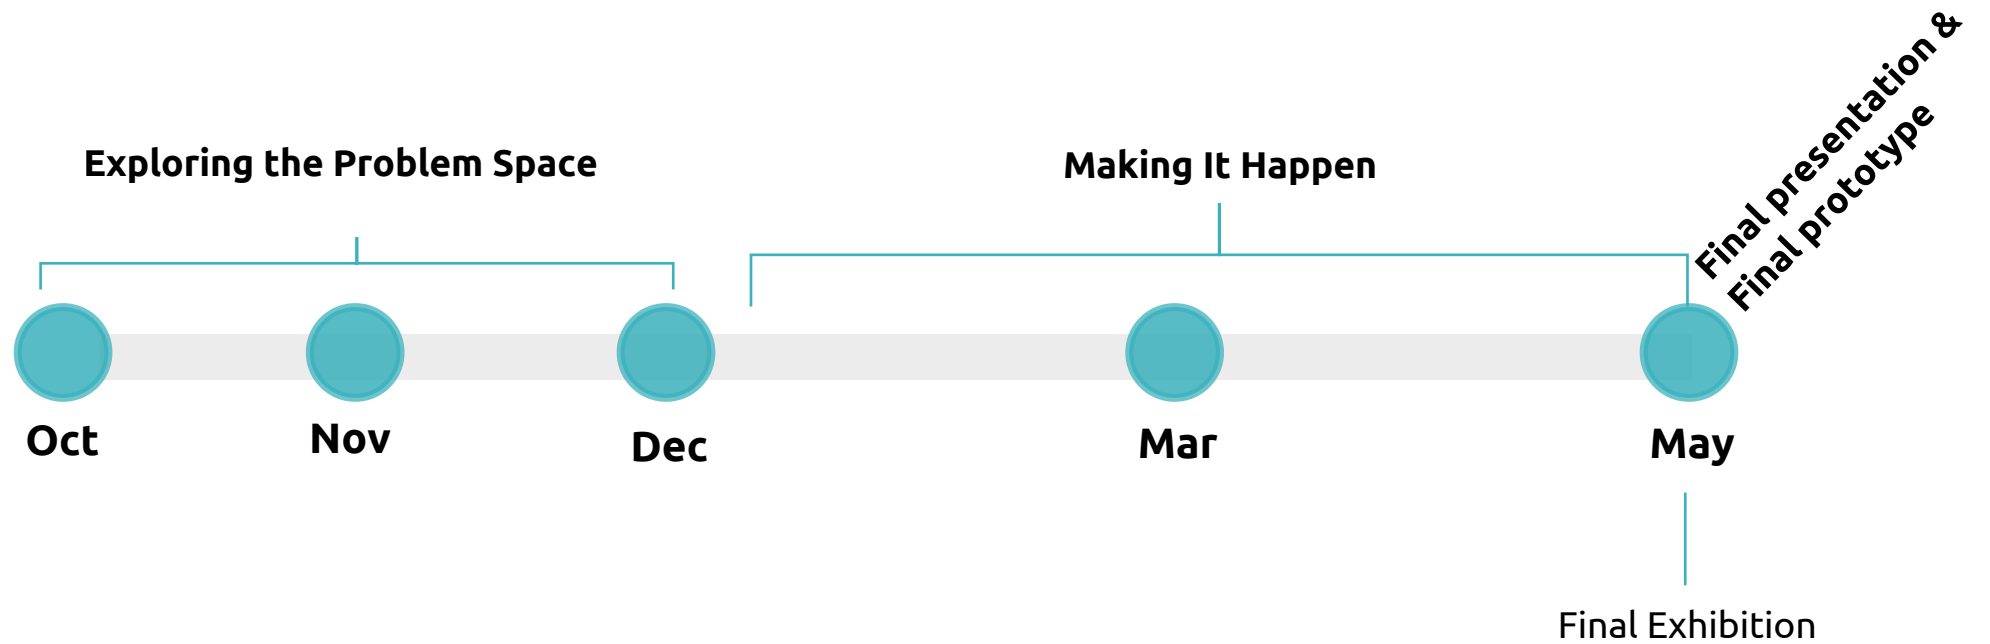 Final presentation &
Final prototype
Exploring the Problem Space
Making It Happen
Oct
Nov
Dec
Mar
May
Final Exhibition